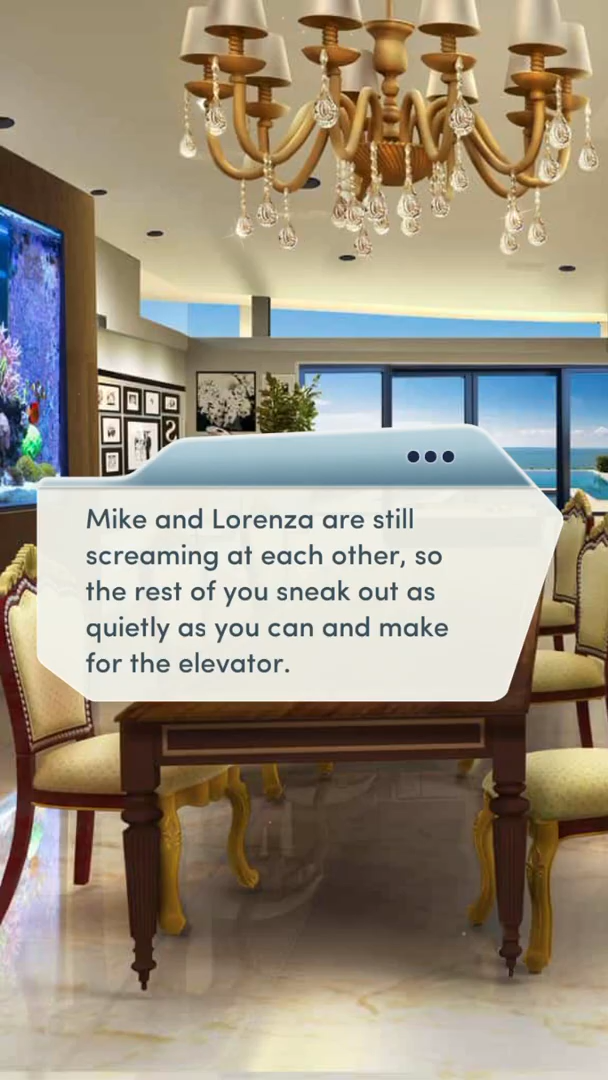 Mike and Lorenza are still
screaming at each other, so
the rest of you sneak out as
quietly as you can and make
for the elevator.